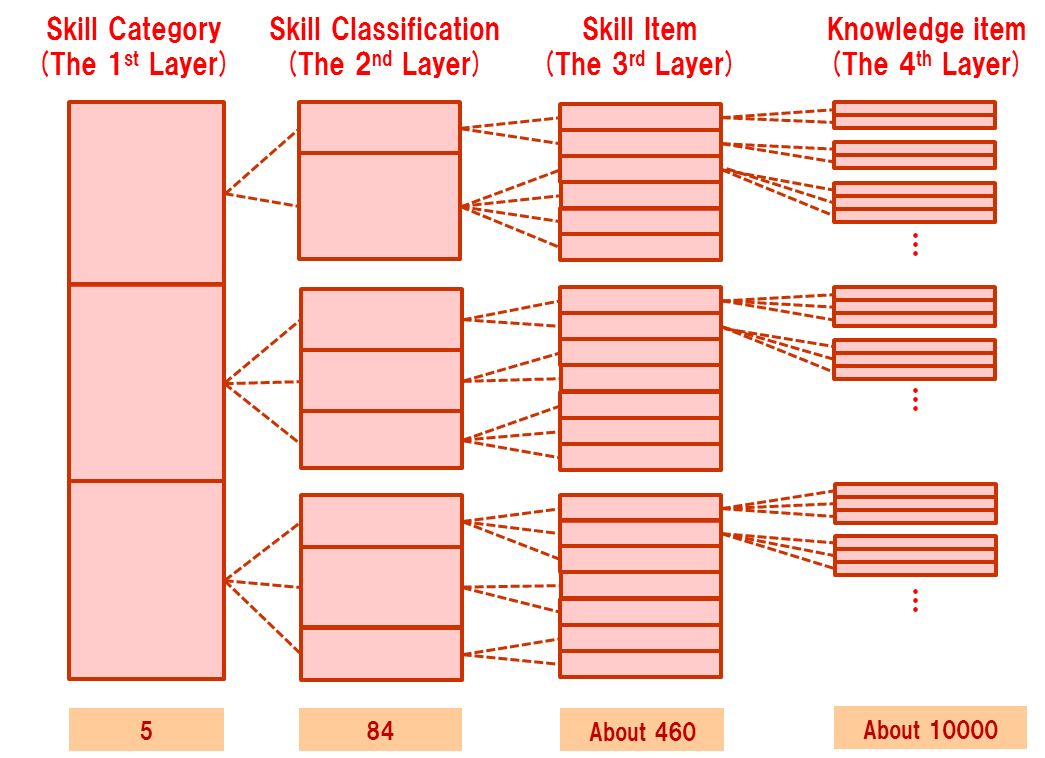 Skill Category
(The 1st Layer)
Skill Classification
(The 2nd Layer)
Skill Item
(The 3rd Layer)
Knowledge item
(The 4th Layer)
5
84
About 460
About 10000